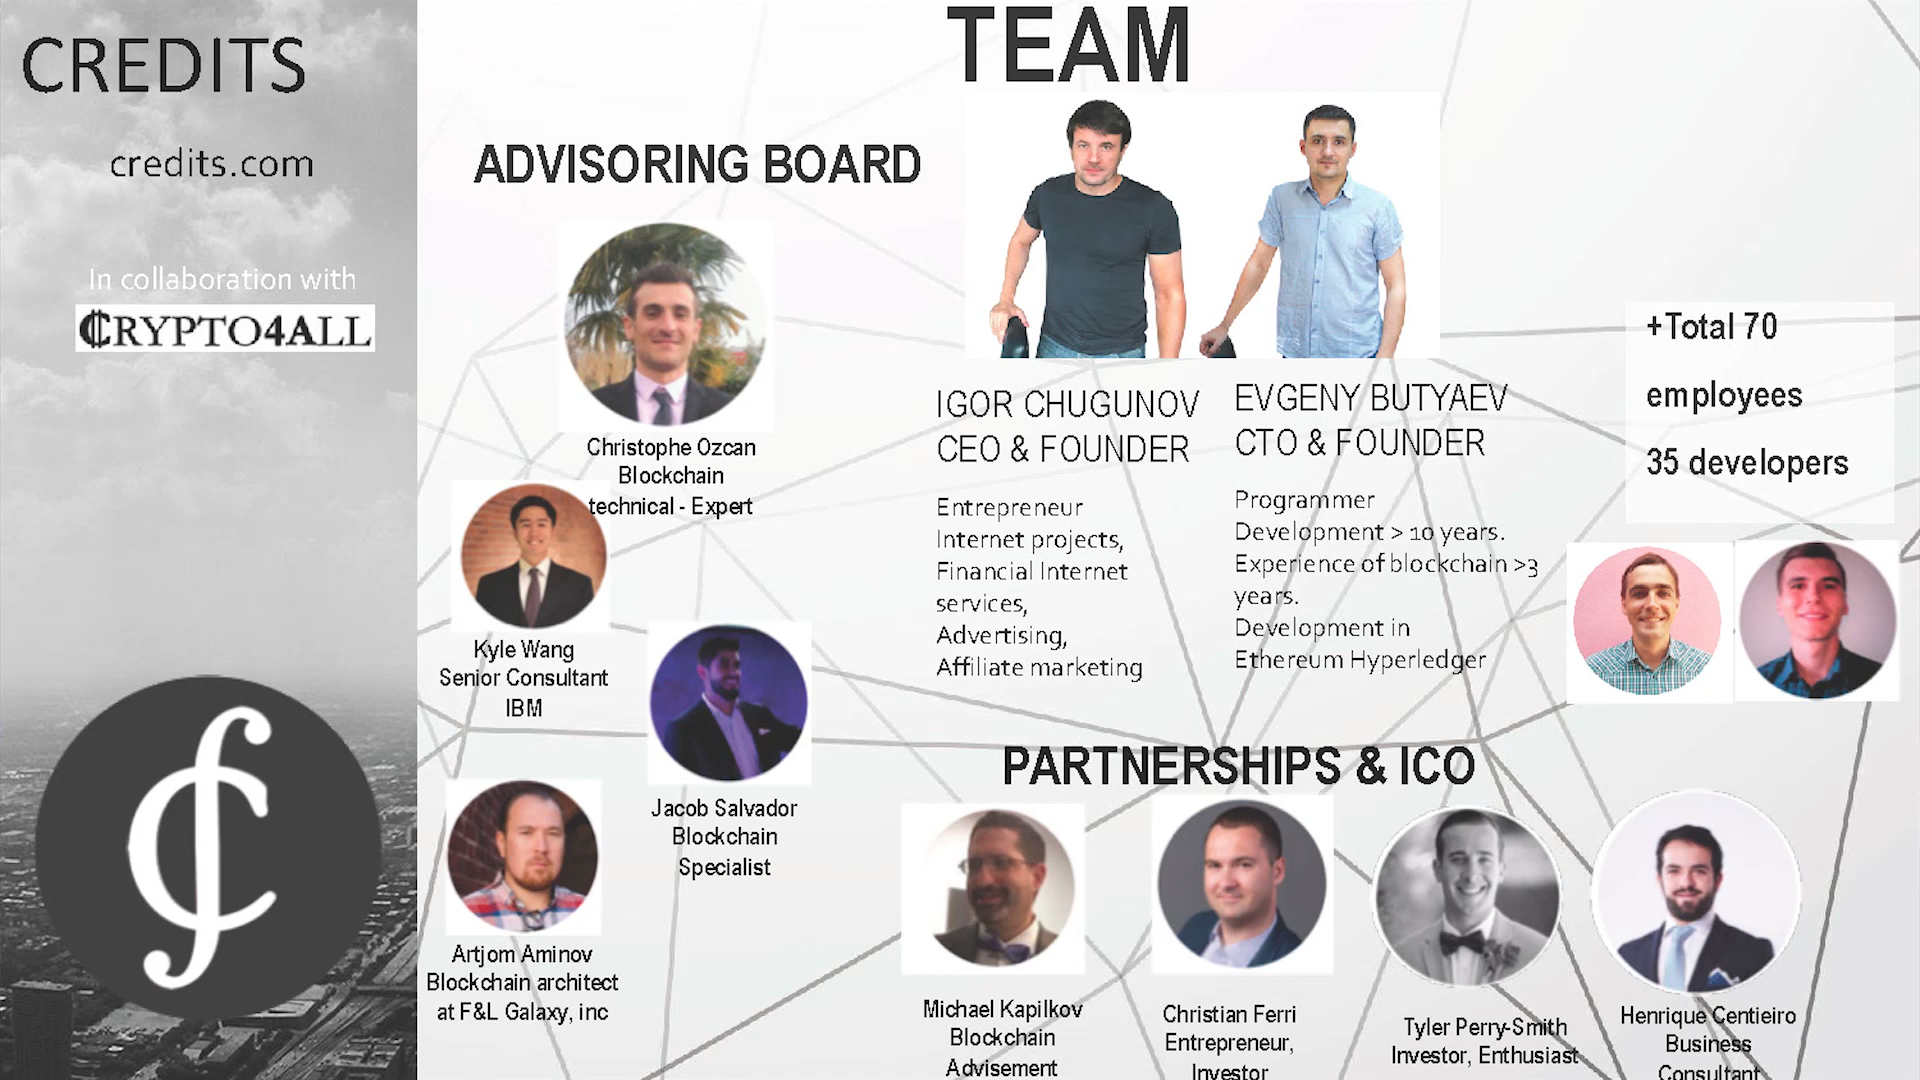 CREDITS
credits.com
In collaboration with
CRYPTO4ALL
TEAM
ADVISORING BOARD
Christophe Ozcan
Blockchain
technical - Expert
Kyle Wang
Senior Consultant
IBM
Jacob Salvador
Blockchain
Specialist
Artjom Aminov
Blockchain architect
at F&L Galaxy, inc
IGOR CHUGUNOV
CEO & FOUNDER
Entrepreneur
Internet projects,
Financial Internet
services,
Advertising,
Affiliate marketing
EVGENY BUTYAEV
CTO & FOUNDER
Programmer
Development > 10 years.
Experience of blockchain >3
years.
Development in
Ethereum Hyperledger
+Total 70
employees
35 developers
PARTNERSHIPS & ICO
Michael Kapilkov
Blockchain
Advisement
Christian Ferri
Entrepreneur,
Investor
Tyler Perry-Smith
Investor, Enthusiast
Henrique Centieiro
Business
Consultant